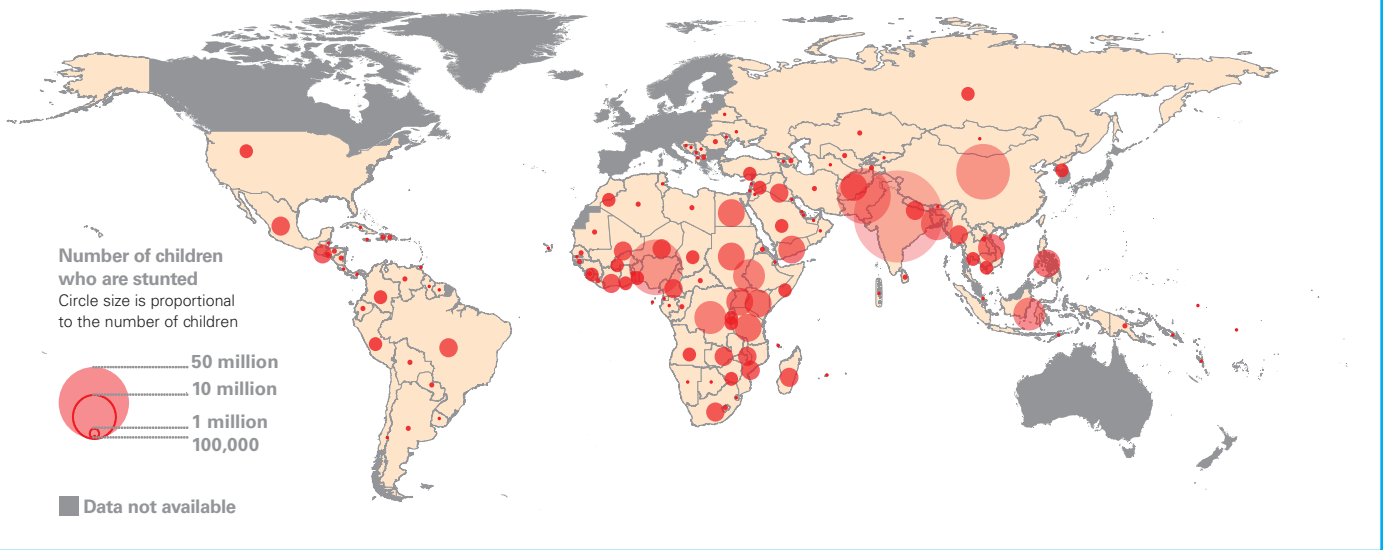 Number of children
who are stunted
Circle size is proportional
to the number of children
50 million
10 million
1 million
100,000
Data not available